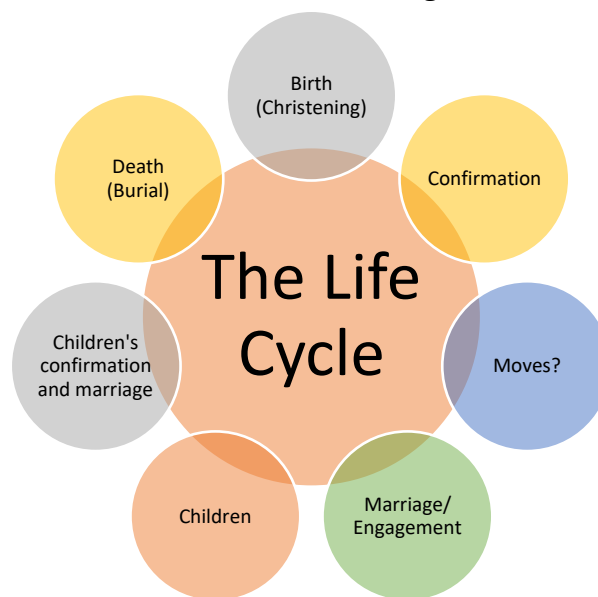 Birth
(Christening)
Confirmation
Moves?
Marriage/
Engagement
Children
Children's
confirmation
and marriage
Death
(Burial)
The Life
Cycle